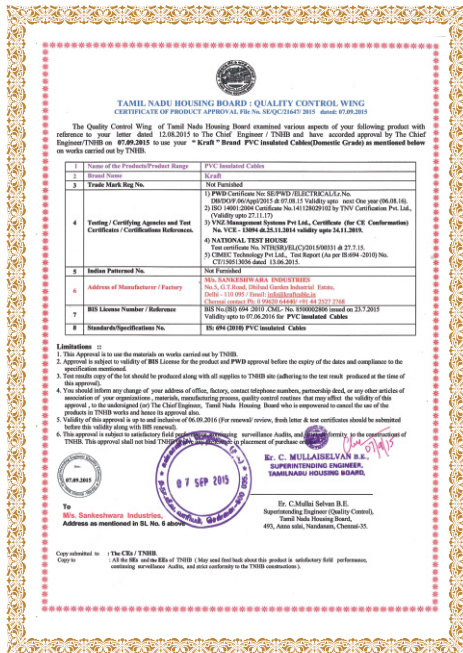 TAMIL NADU HOUSING BOARD : QUALITY CONTROL WING
CERTIFICATE OF PRODUCT APPROVAL File No. SE/QC/21647/ 2015 dated: 07.09.2015
The Quality Control Wing of Tamil Nadu Housing Board examined various aspects of your following product with
reference to your letter dated 12.08.2015 to The Chief Engineer / TNHB and have accorded approval by The Chief
Engineer/TNHB on 07.09.2015 to use your " Kraft " Brand PVC insulated Cables(Domestic Grade) as mentioned below
on works carried out by TNHB.
1 Name of the Products/Product Range PVC Insulated Cables
2 Brand Name Kraft
3 Trade Mark Reg No. Not Furnished
4 Testing / Certifying Agencies and Test Certificates / Certifications References.
1) PWD Certificate No: SE/PWD /ELECTRICAL/Lr.No.
DB/DO/F.06/Appl/2015 dt 07.08.15 Validity upto next One year (06.08.16).
2) ISO 14001:2004 Certificate No.141128029102 by TNV Certification Pvt. Ltd.,
(Validity upto 27.11.17)
3) VNZ Management Systems Pvt Ltd., Certificate (for CE Conformation)
No. VCE - 13094 dt.25.11.2014 validity upto 24.11.2019.
4) NATIONAL TEST HOUSE
Test certificate No. NTH(SR)/EL(C)/2015/00331 dt 27.7.15.
5) CIMEC Technology Pvt Ltd., Test Report (As per IS:694 -2010) No.
CT/150513036 dated 13.06.2015.
5 Indian Patterned No. Not Furnished
6 Address of Manufacturer / Factory
M/s. SANKESHWARA INDUSTRIES
No.5, G.T.Road, Dhilsad Garden Industrial Estate,
Delhi - 110 095 / Email:
Chennai contact Ph: 0 99620 64440/ +91 44 2527 2768
7 BIS License Number / Reference
BIS No.(ISI) 694 :2010 .CML- No. 8500002806 issued on 23.7.2015
Validity upto 07.06.2016 for PVC insulated Cables
8 Standards/Specifications No. IS: 694 (2010) PVC insulated Cables
Limitations ::
1. This Approval is to use the materials on works carried out by TNHB.
2. Approval is subject to validity of BIS License for the product and PWD approval before the expiry of the dates and compliance to the
specification mentioned.
3. Test results copy of the lot should be produced along with all supplies to TNHB site (adhering to the test result produced at the time of
this approval).
4. You should inform any change of your address of office, factory, contact telephone numbers, partnership deed, or any other articles of
association of your organizations , materials, manufacturing process, quality control routines that may affect the validity of this
approval , to the undersigned (or) The Chief Engineer, Tamil Nadu Housing Board who is empowered to cancel the use of the
products in TNHB works and hence its approval also.
5. Validity of this approval is up to and inclusive of 06.09.2016 (For renewal/ review, fresh letter & test certificates should be submitted
before this validity along with BIS renewal).
6. This approval is subject to satisfactory field surveillance Audits, and conformity to the constructions of
TNHB. This approval shall not bind TNHB in placement of purchase
Er. C. MULLAISELVAN B.E.,
SUPERINTENDING ENGINEER,
TAMILNADU HOUSING BOARD,
07.09.2015
07 SEP 2015
To
M/s. Sankeshwara Industries,
Address as mentioned in Sl. No. 6 above
Er. C.Mullai Selvan B.E.
Superintending Engineer (Quality Control),
Tamil Nadu Housing Board,
493, Anna salai, Nandanam, Chennai-35.
Copy submitted to : The CEs / TNHB.
Copy to : All the SEs and the EEs of TNHB ( May send feed back about this product in satisfactory field performance,
continuing surveillance Audits, and strict conformity to the TNHB constructions ).